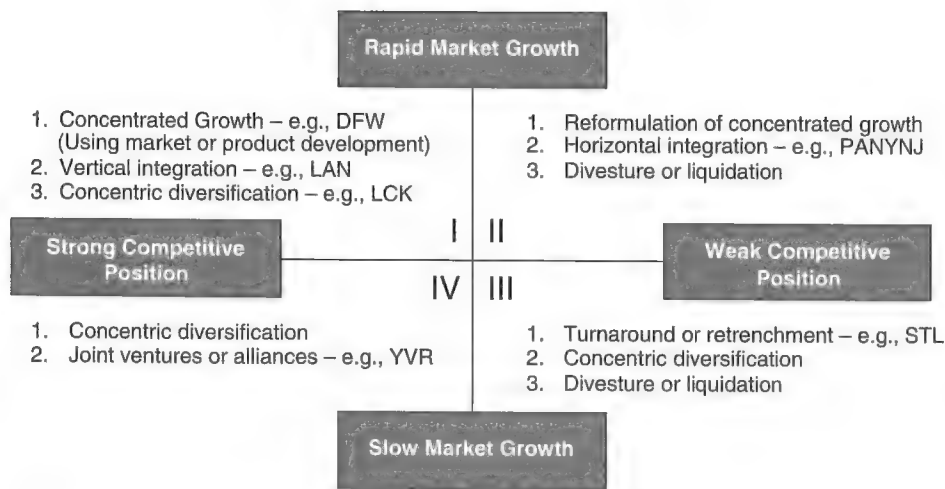 Rapid Market Growth
1. Concentrated Growth – e.g., DFW
(Using market or product development)
2. Vertical integration – e.g., LAN
3. Concentric diversification – e.g., LCK
1. Reformulation of concentrated growth
2. Horizontal integration – e.g., PANYNJ
3. Divesture or liquidation
Strong Competitive
Position
I II
Weak Competitive
Position
IV III
1. Concentric diversification
2. Joint ventures or alliances – e.g., YVR
1. Turnaround or retrenchment – e.g., STL
2. Concentric diversification
3. Divesture or liquidation
Slow Market Growth